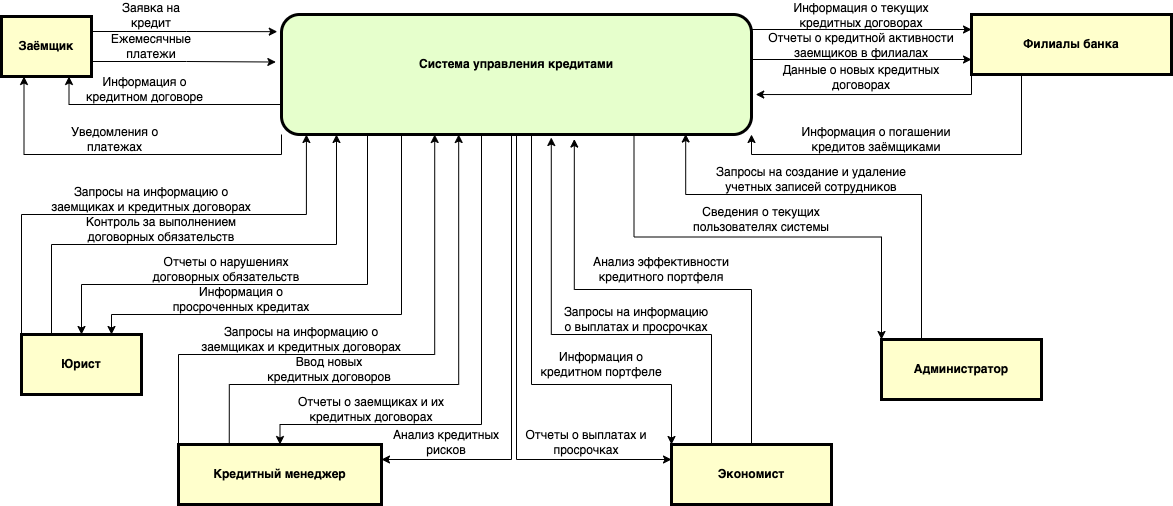 Заявка на
кредит
Ежемесячные
платежи
Заёмщик
Информация о
кредитном договоре
Уведомления о
платежах
Система управления кредитами
Информация о текущих
кредитных договорах
Отчеты о кредитной активности
заемщиков в филиалах
Данные о новых кредитных
договорах
Филиалы банка
Информация о погашении
кредитов заёмщиками
Запросы на создание и удаление
учетных записей сотрудников
Сведения о текущих
пользователях системы
Запросы на информацию о
заемщиках и кредитных договорах
Контроль за выполнением
договорных обязательств
Отчеты о нарушениях
договорных обязательств
Информация о
просроченных кредитах
Юрист
Анализ эффективности
кредитного портфеля
Запросы на информацию
о выплатах и просрочках
Информация о
кредитном портфеле
Администратор
Запросы на информацию о
заемщиках и кредитных договорах
Ввод новых
кредитных договоров
Отчеты о заемщиках и их
кредитных договорах
Анализ кредитных
рисков
Отчеты о выплатах и
просрочках
Кредитный менеджер
Экономист